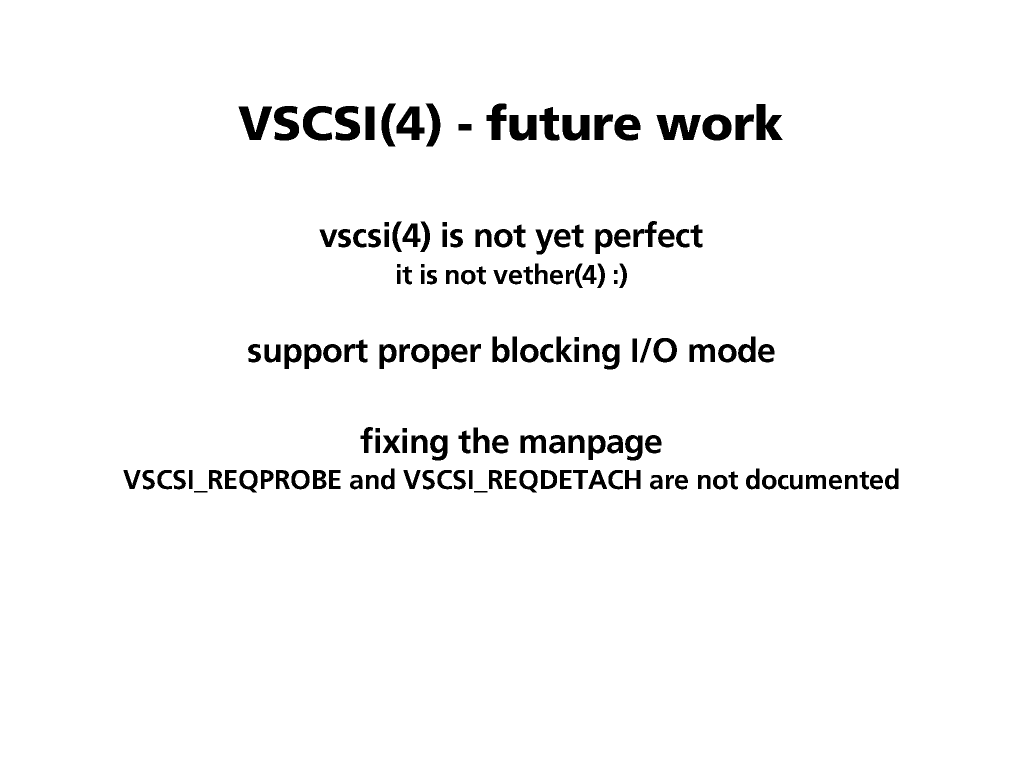 VSCSI(4) - future work
vscsi(4) is not yet perfect
it is not vether(4) :)
support proper blocking I/O mode
fixing the manpage
VSCSI_REQPROBE and VSCSI_REQDETACH are not documented